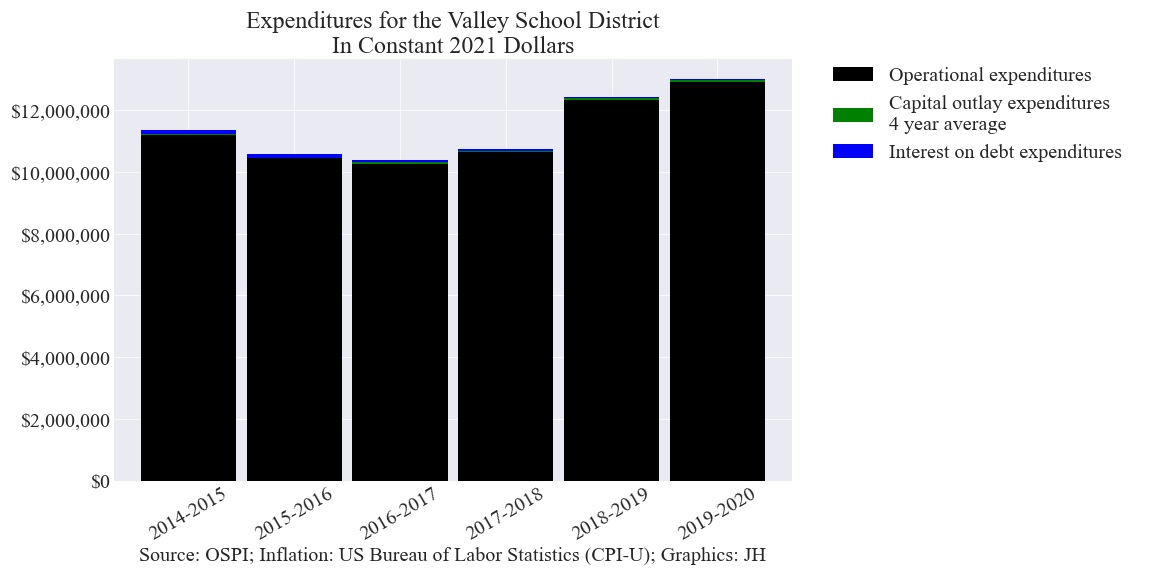 Expenditures for the Valley School District
In Constant 2021 Dollars
Operational expenditures
Capital outlay expenditures
4 year average
Interest on debt expenditures
$12,000,000
$10,000,000
$8,000,000
$6,000,000
$4,000,000
$2,000,000
$0
2014-2015
2015-2016
2016-2017
2017-2018
2018-2019
2019-2020
Source: OSPI; Inflation: US Bureau of Labor Statistics (CPI-U); Graphics: JH